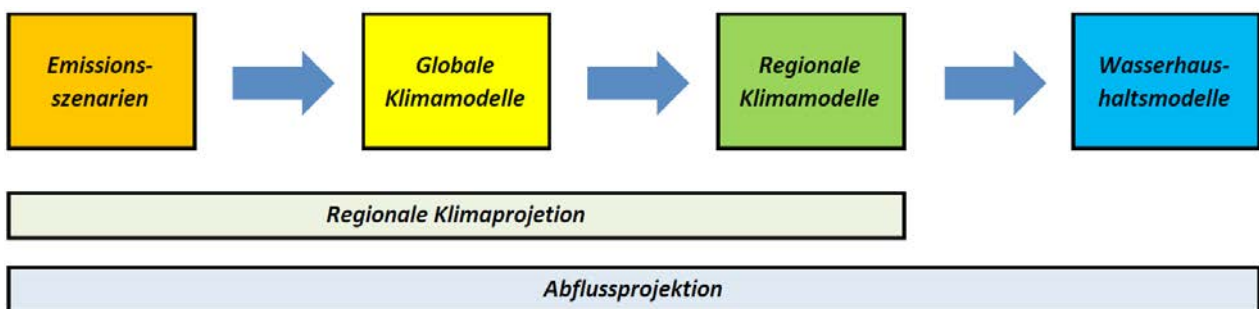 Emissions-
szenarien
Globale
Klimamodelle
Regionale
Klimamodelle
Wasserhaus-
haltsmodelle
Regionale Klimaprojetion
Abflussprojektion